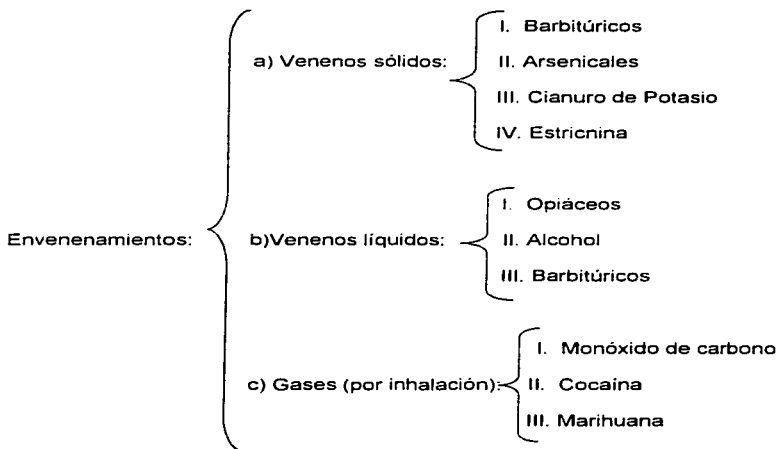 Envenenamientos:
a) Venenos sólidos:
I. Barbitúricos
II. Arsenicales
III. Cianuro de Potasio
IV. Estricnina
b)Venenos líquidos:
I. Opiáceos
II. Alcohol
III. Barbitúricos
c) Gases (por inhalación):
I. Monóxido de carbono
II. Cocaína
III. Marihuana